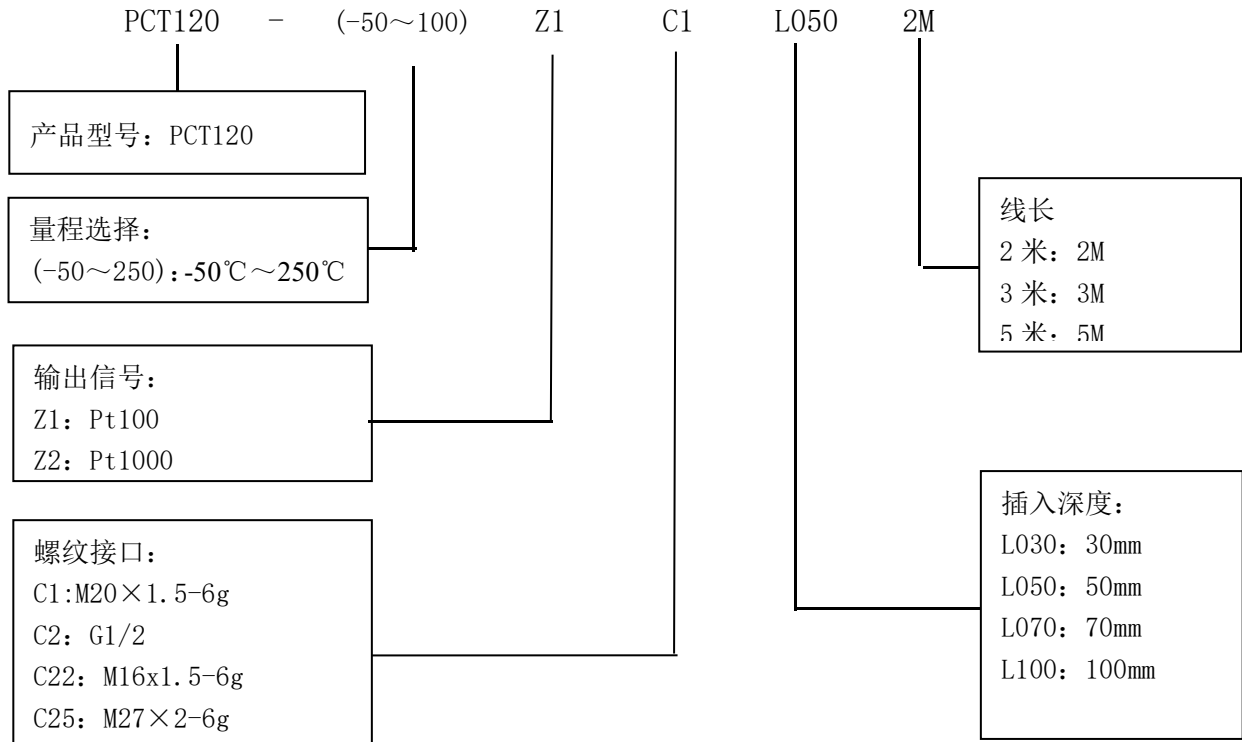 PCT120 - (-50～100) Z1 C1 L050 2M
产品型号：PCT120
量程选择：
(-50～250)：-50℃～250℃
输出信号：
Z1：Pt100
Z2：Pt1000
螺纹接口：
C1:M20×1.5-6g
C2：G1/2
C22：M16x1.5-6g
C25：M27×2-6g
线长
2 米：2M
3 米：3M
5 米：5M
插入深度：
L030：30mm
L050：50mm
L070：70mm
L100：100mm